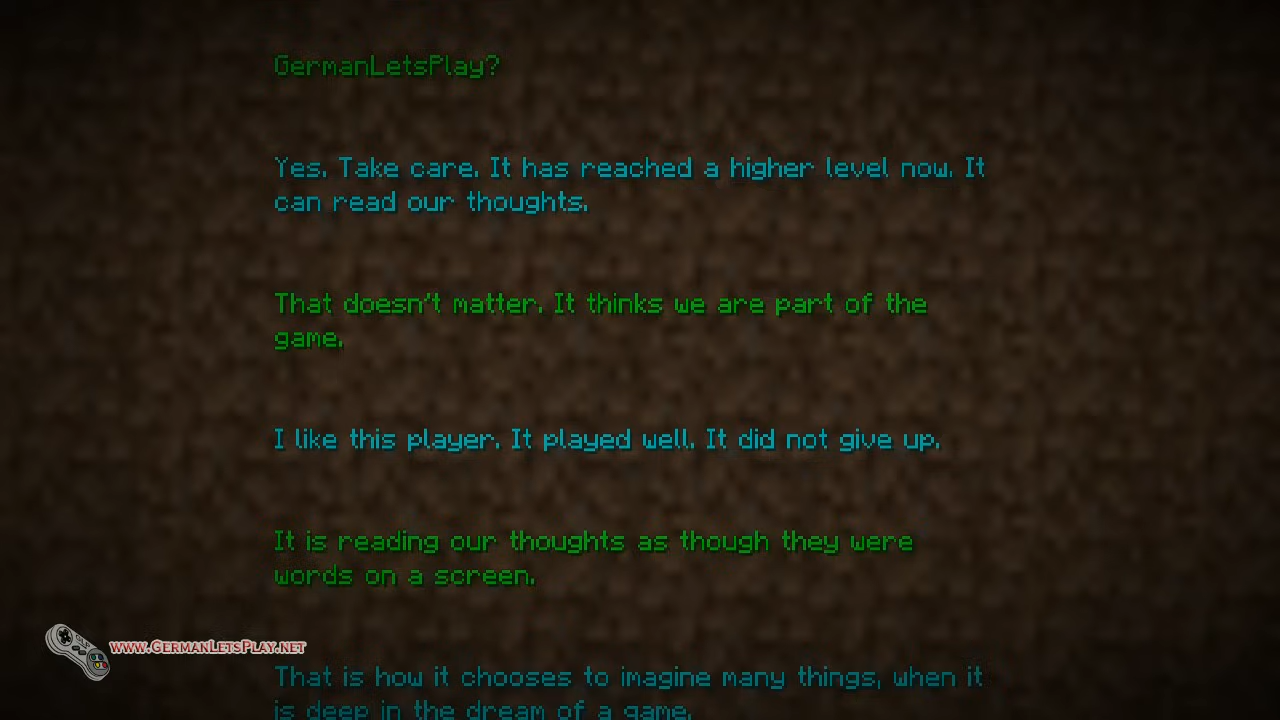 GermanLetsPlay?
Yes. Take care. It has reached a higher level now. It
can read our thoughts.
That doesn't matter. It thinks we are part of the
game.
I like this player. It played well. It did not give up.
It is reading our thoughts as though they were
words on a screen.
www.GermanLetsPlay.net
That is how it chooses to imagine many things, when it
is deep in the dream of a game.